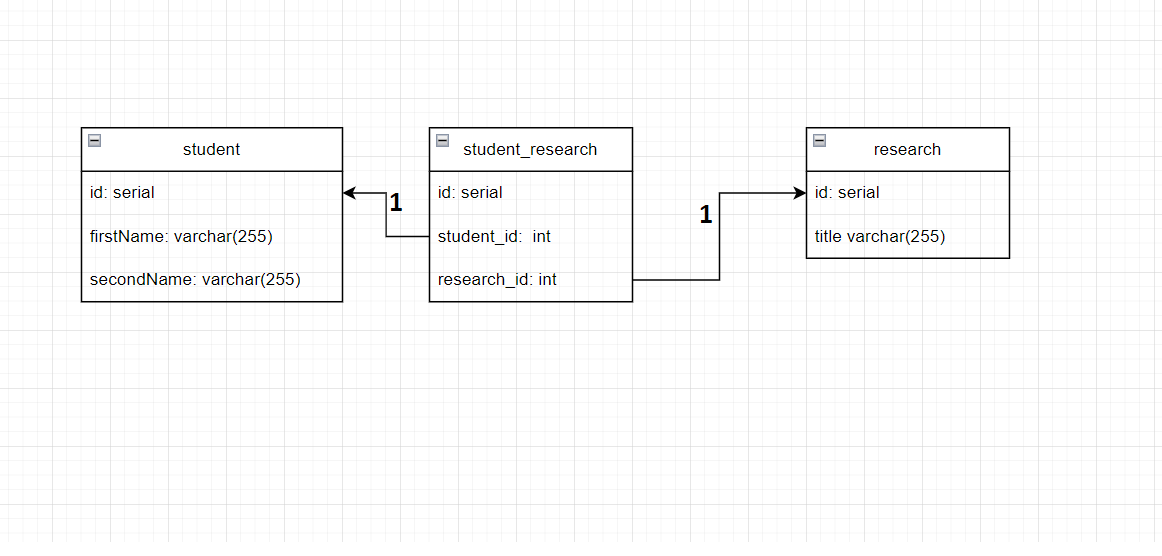 student
id: serial
firstName: varchar(255)
secondName: varchar(255)
1
student_research
id: serial
student_id:  int
research_id: int
1
research
id: serial
title varchar(255)